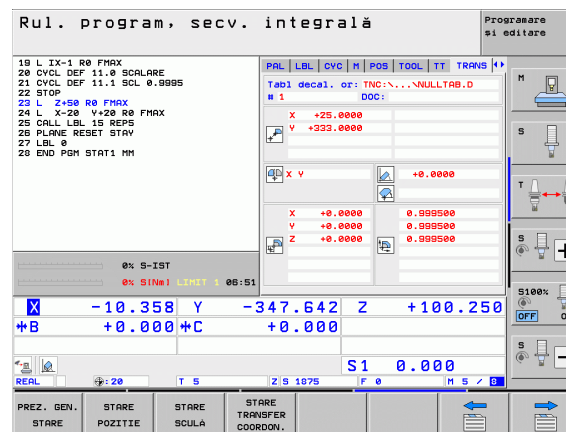 Rul. program, secv. integrală
Programare
și editare
19 L IX-1 R0 FMAX
20 CYCL DEF 11.0 SCALARE
21 CYCL DEF 11.1 SCL 0.9995
22 STOP
23 L Z+50 R0 FMAX
24 L X-20 Y+20 R0 FMAX
25 CALL LBL 15 REP5
26 PLANE RESET STAY
27 LBL 0
28 END PGM STAT1 MM
PAL LBL CYC M POS TOOL TT TRANS
Tabl decal. or: TNC:\...\NULLTAB.D
# 1 DOC:
X +25.0000
Y +333.0000
X Y +0.0000
X +0.0000 0.999500
Y +0.0000 0.999500
Z +0.0000 0.999500
0% S-IST
0% S[Nm] LIMIT 1 06:51
X -10.358 Y -347.642 Z +100.250
+B +0.000 +C +0.000
S1 0.000
REAL : 20 T 5 Z S 1875 F 0 M 5 / 8
M
S
T
S
S100%
OFF
S
PREZ. GEN.
STARE
STARE
POZIȚIE
STARE
SCULĂ
STARE
TRANSFER
COORDON.